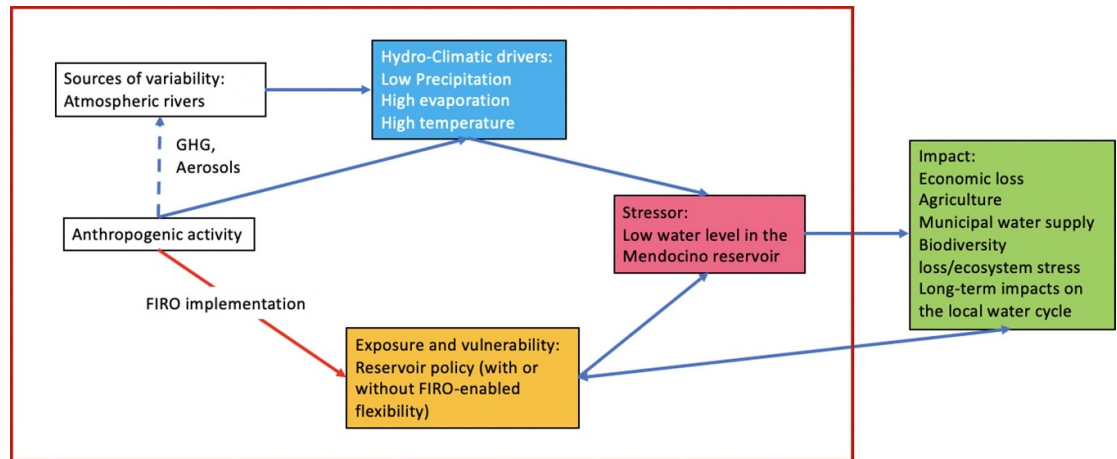 Sources of variability:
Atmospheric rivers
Hydro-Climatic drivers:
Low Precipitation
High evaporation
High temperature
GHG,
Aerosols
Anthropogenic activity
FIRO implementation
Stressor:
Low water level in the
Mendocino reservoir
Exposure and vulnerability:
Reservoir policy (with or
without FIRO-enabled
flexibility)
Impact:
Economic loss
Agriculture
Municipal water supply
Biodiversity
loss/ecosystem stress
Long-term impacts on
the local water cycle